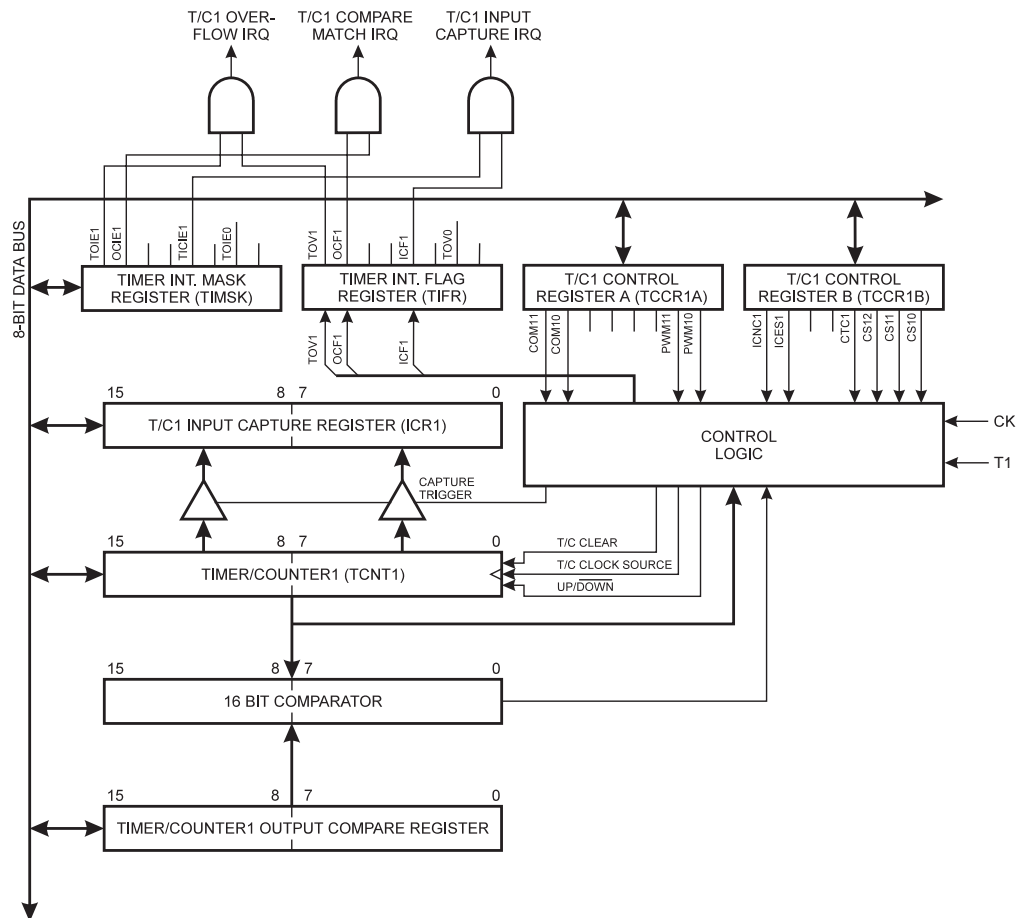 T/C1 OVER-
FLOW IRQ
T/C1 COMPARE
MATCH IRQ
T/C1 INPUT
CAPTURE IRQ
8-BIT DATA BUS
TOIE1
OCIE1
TICIE1
TOIE0
TOV1
OCF1
ICF1
TOV0
TIMER INT. MASK
REGISTER (TIMSK)
TIMER INT. FLAG
REGISTER (TIFR)
T/C1 CONTROL
REGISTER A (TCCR1A)
T/C1 CONTROL
REGISTER B (TCCR1B)
TOV1
OCF1
ICF1
COM11
COM10
PWM11
PWM10
ICNC1
ICES1
CTC1
CS12
CS11
CS10
15 8 7 0
T/C1 INPUT CAPTURE REGISTER (ICR1)
CONTROL
LOGIC
CK
T1
CAPTURE
TRIGGER
15 8 7 0
TIMER/COUNTER1 (TCNT1)
T/C CLEAR
T/C CLOCK SOURCE
UP/DOWN
15 8 7 0
16 BIT COMPARATOR
15 8 7 0
TIMER/COUNTER1 OUTPUT COMPARE REGISTER